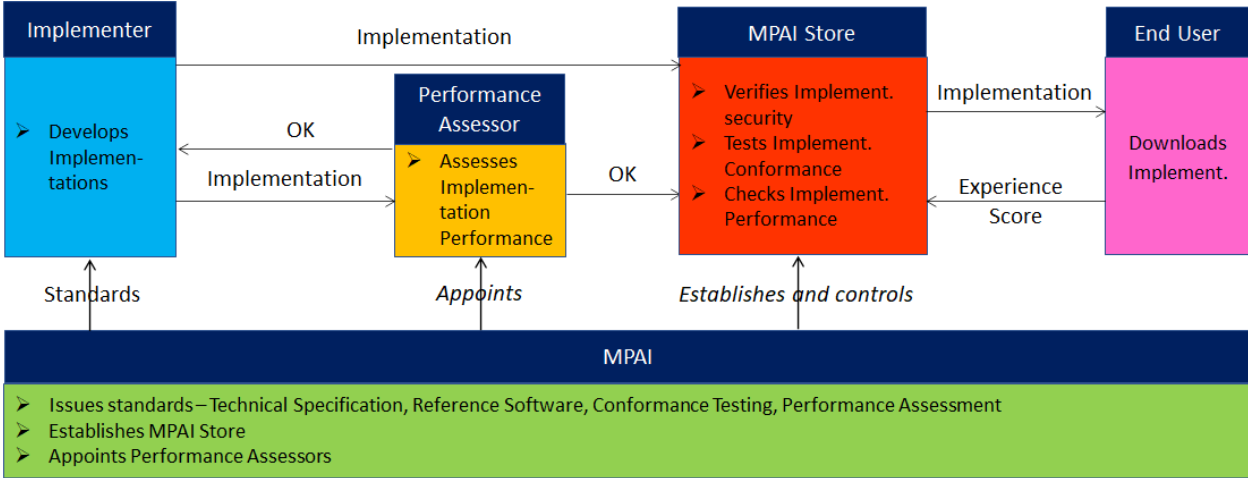 Implementer
➢ Develops
Implemen-
tations
Implementation
OK
Implementation
Performance
Assessor
➢ Assesses
Implemen-
tation
Performance
OK
MPAI Store
➢ Verifies Implement.
security
➢ Tests Implement.
Conformance
➢ Checks Implement.
Performance
Implementation
Experience
Score
End User
Downloads
Implement.
Standards
Appoints
Establishes and controls
MPAI
➢ Issues standards – Technical Specification, Reference Software, Conformance Testing, Performance Assessment
➢ Establishes MPAI Store
➢ Appoints Performance Assessors